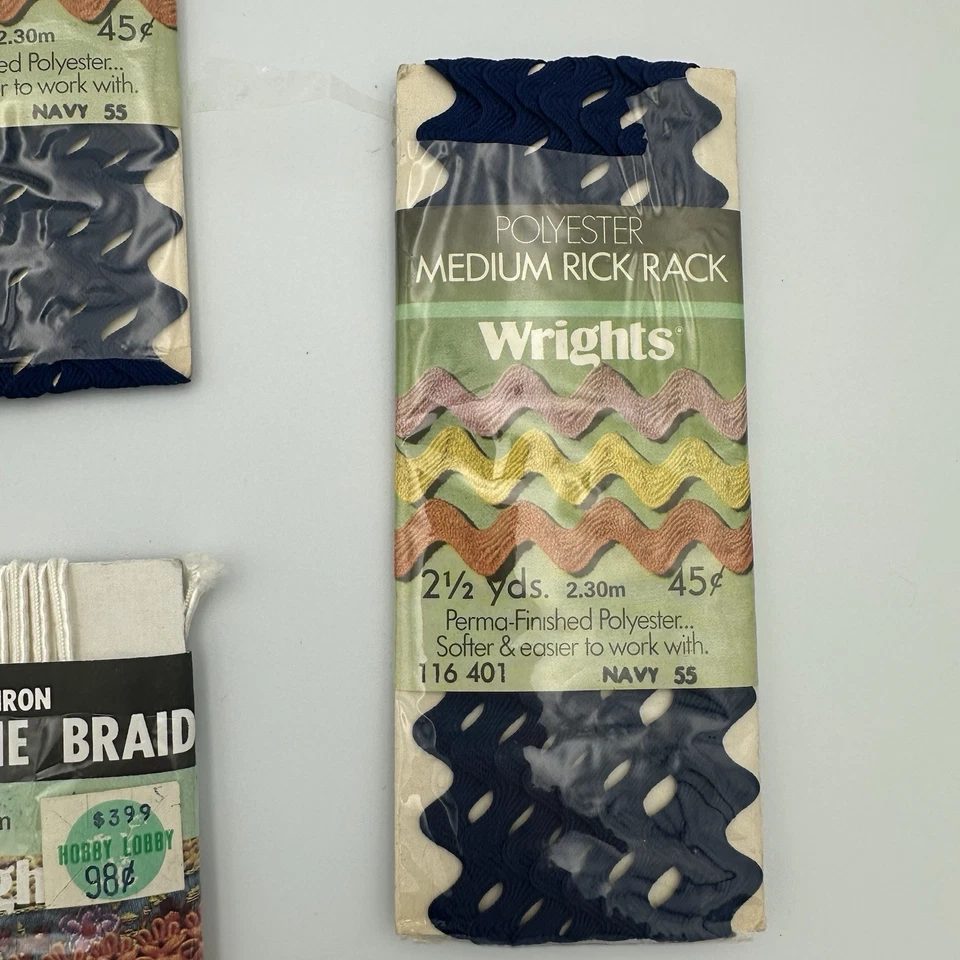 2.30m 45¢
ed Polyester...
r to work with.
NAVY 55
POLYESTER
MEDIUM RICK RACK
Wrights®
2½ yds. 2.30m 45¢
Perma-Finished Polyester...
Softer & easier to work with.
116 401 NAVY 55
IRON
IE BRAID
m
$399
HOBBY LOBBY
98¢
gh